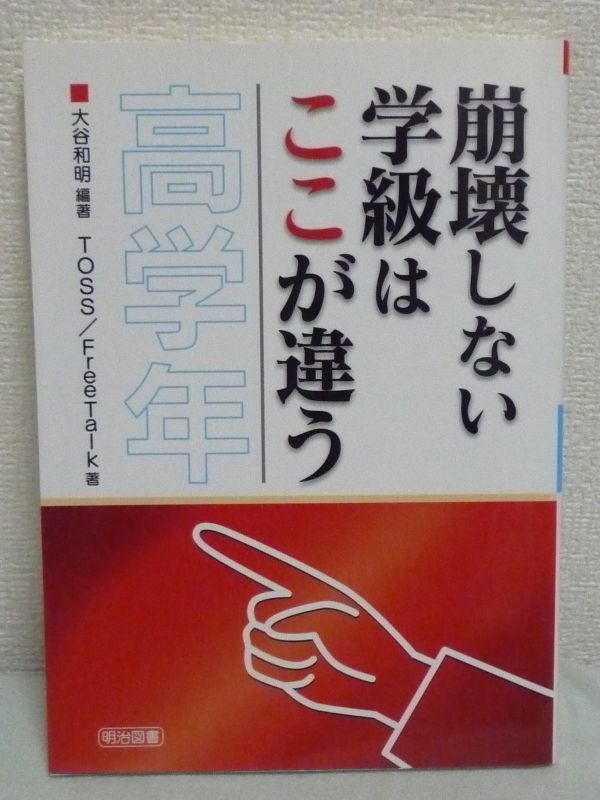 崩壊しない
学級は
ここが違う
高学年
■大谷和明 編著 TOSS/FreeTalk 著
明治図書